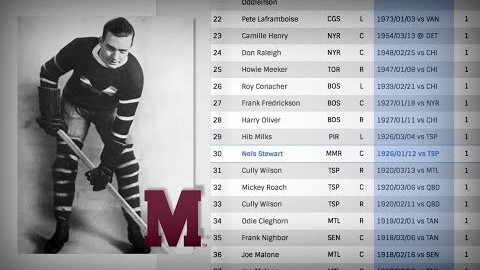 Oddleifson
22 Pete Laframboise CGS L 1973/01/03 vs VAN 1
23 Camille Henry NYR C 1954/03/13 @ DET 1
24 Don Raleigh NYR C 1948/02/25 vs CHI 1
25 Howie Meeker TOR R 1947/01/08 vs CHI 1
26 Roy Conacher BOS L 1939/02/21 vs CHI 1
27 Frank Fredrickson BOS C 1927/01/18 vs NYR 1
28 Harry Oliver BOS R 1927/01/11 vs CHI 1
29 Hib Milks PIR L 1926/03/04 vs TSP 1
30 Nels Stewart MMR C 1926/01/12 vs TSP 1
31 Cully Wilson TSP R 1920/03/13 vs MTL 1
32 Mickey Roach TSP C 1920/03/06 vs QBD 1
33 Cully Wilson TSP R 1920/03/06 vs QBD 1
34 Odie Cleghorn MTL R 1919/02/01 vs TAN 1
35 Frank Nighbor SEN C 1918/03/06 vs TAN 1
36 Joe Malone MTL C 1918/02/06 vs SEN 1
M